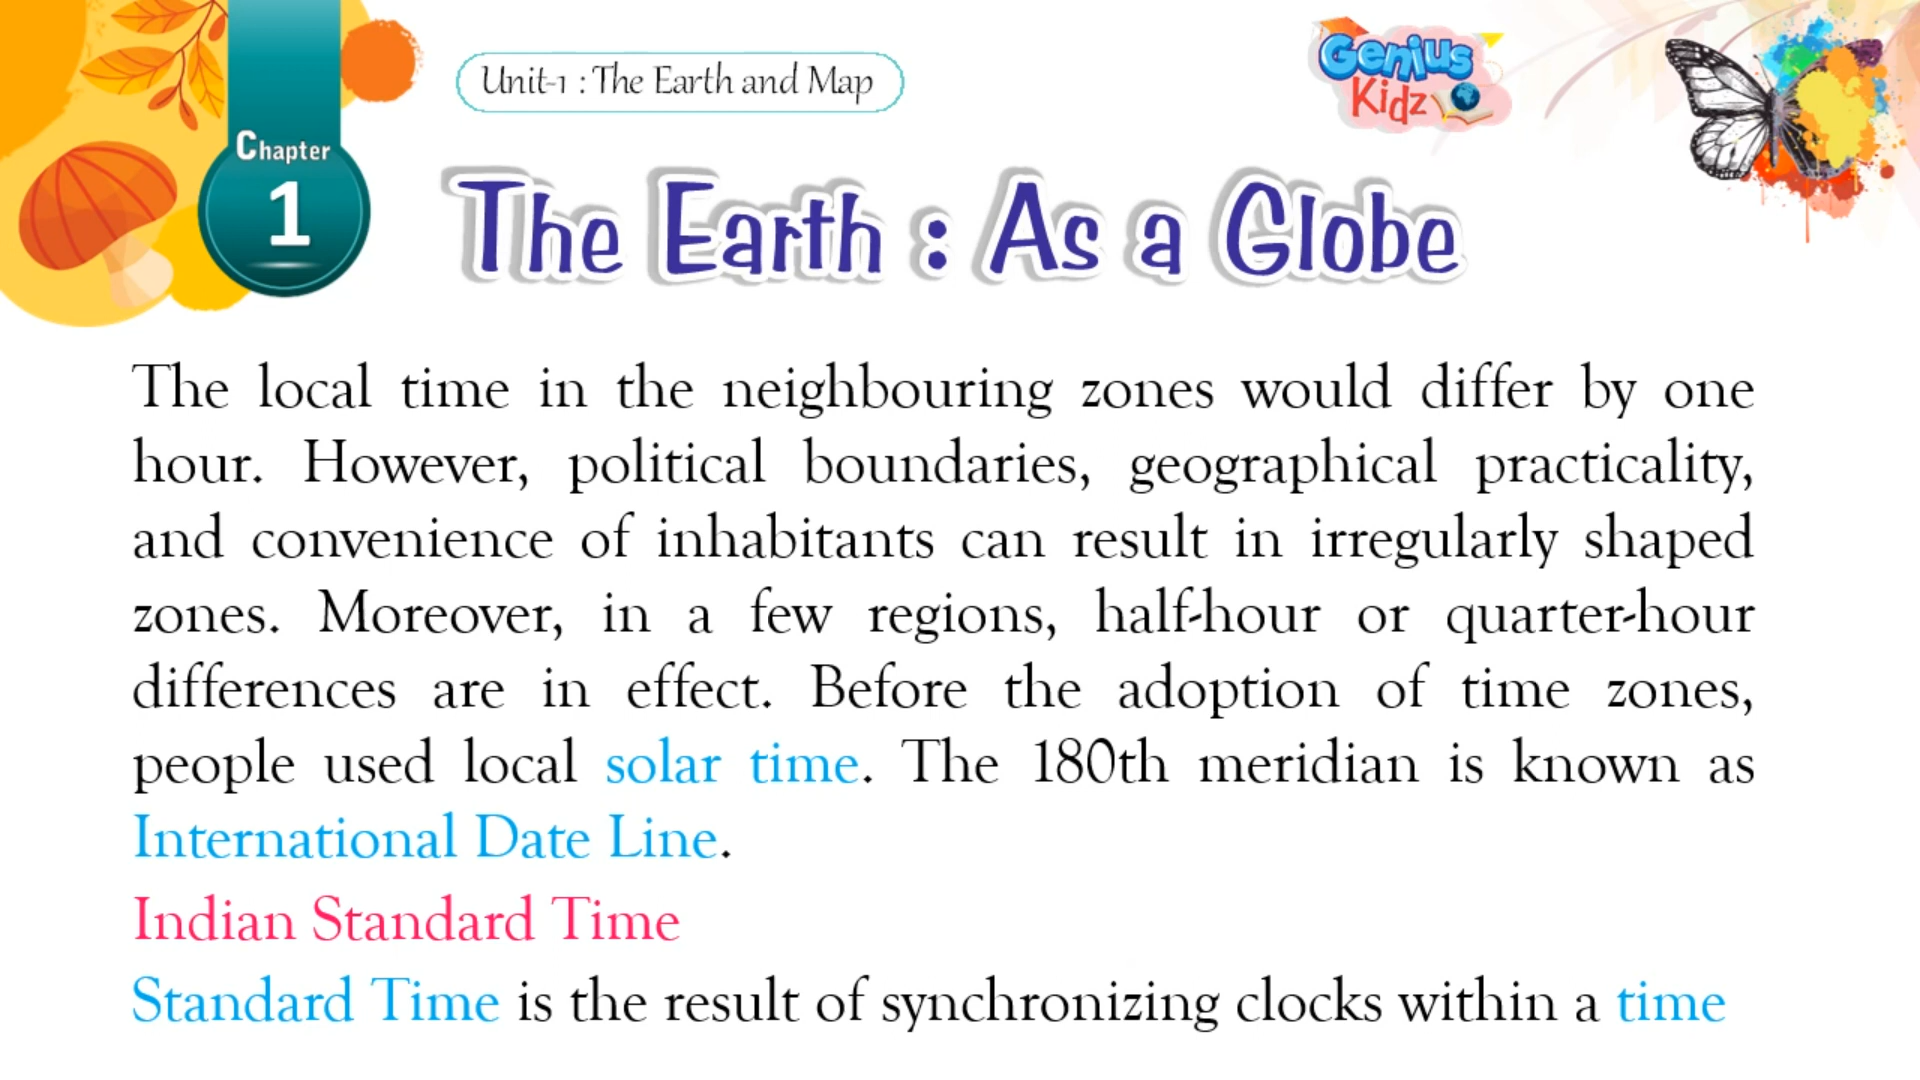 Unit-1 : The Earth and Map
Genius
Kidz
Chapter
1
The Earth : As a Globe
The local time in the neighbouring zones would differ by one
hour. However, political boundaries, geographical practicality,
and convenience of inhabitants can result in irregularly shaped
zones. Moreover, in a few regions, half-hour or quarter-hour
differences are in effect. Before the adoption of time zones,
people used local solar time. The 180th meridian is known as
International Date Line.
Indian Standard Time
Standard Time is the result of synchronizing clocks within a time